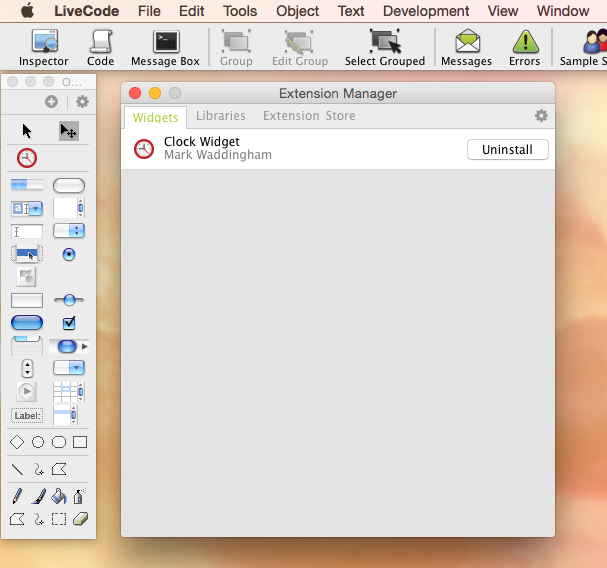 LiveCode File Edit Tools Object Text Development View Window
Inspector Code Message Box Group Edit Group Select Grouped Messages Errors Sample S
O...
Extension Manager
Widgets Libraries Extension Store
Clock Widget
Mark Waddingham
Uninstall
Label: